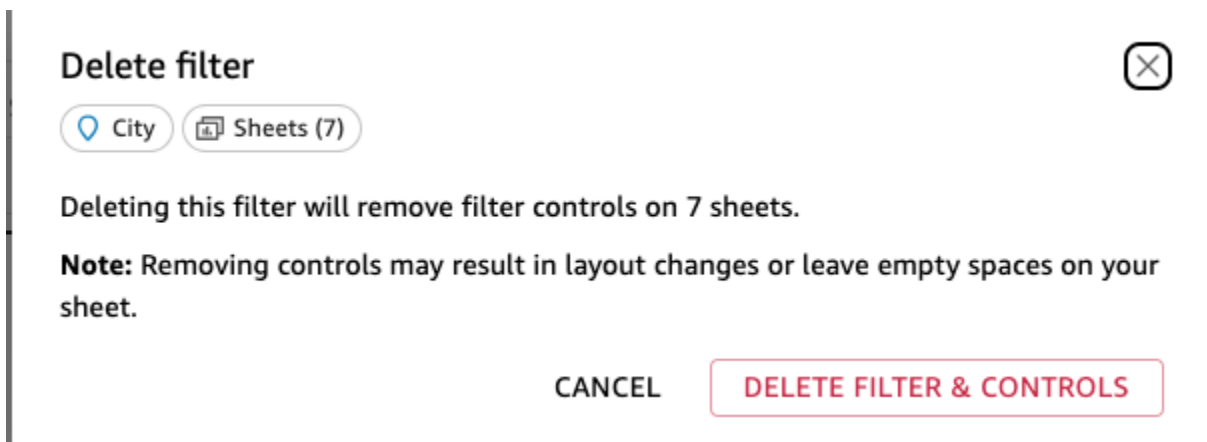 Delete filter
City
Sheets (7)
Deleting this filter will remove filter controls on 7 sheets.
Note: Removing controls may result in layout changes or leave empty spaces on your
sheet.
CANCEL
DELETE FILTER & CONTROLS